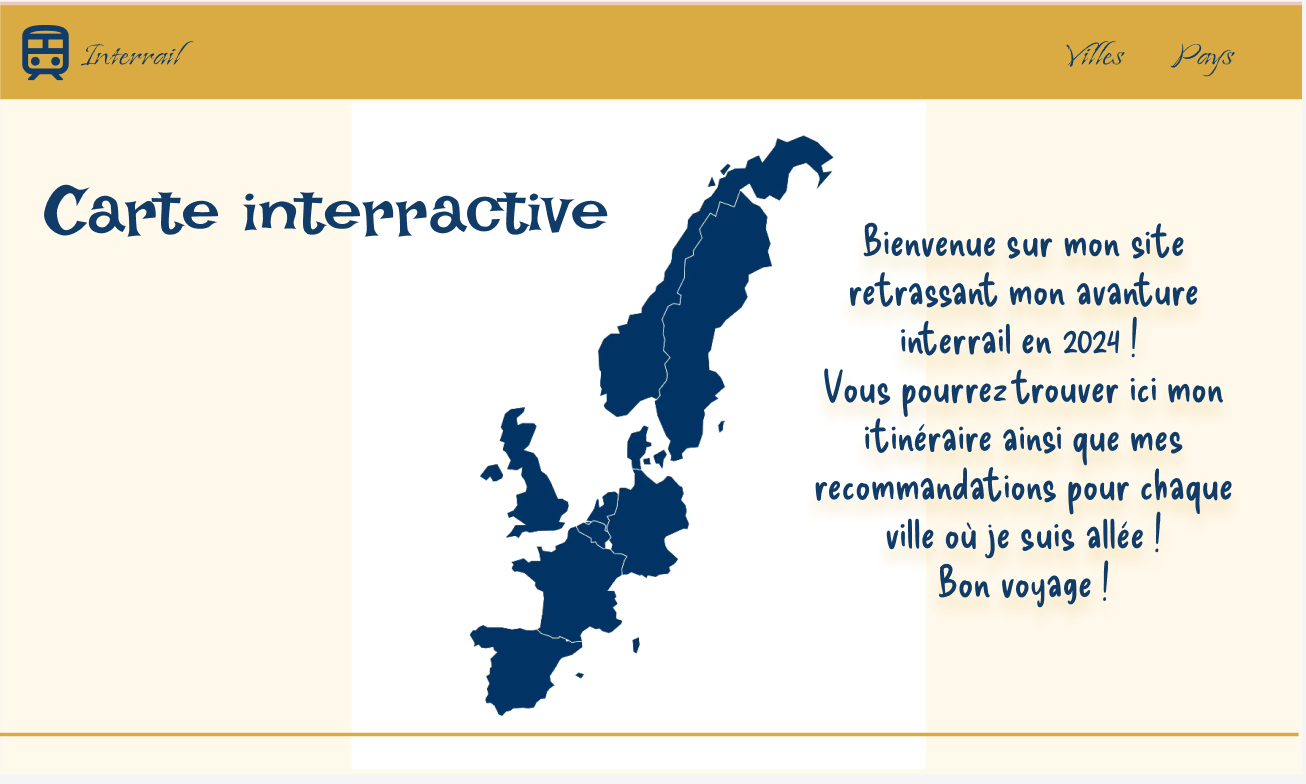 Interrail
Villes
Pays
Carte interractive
Bienvenue sur mon site
retrassant mon avanture
interrail en 2024 !
Vous pourrez trouver ici mon
itinéraire ainsi que mes
recommandations pour chaque
ville où je suis allée !
Bon voyage !